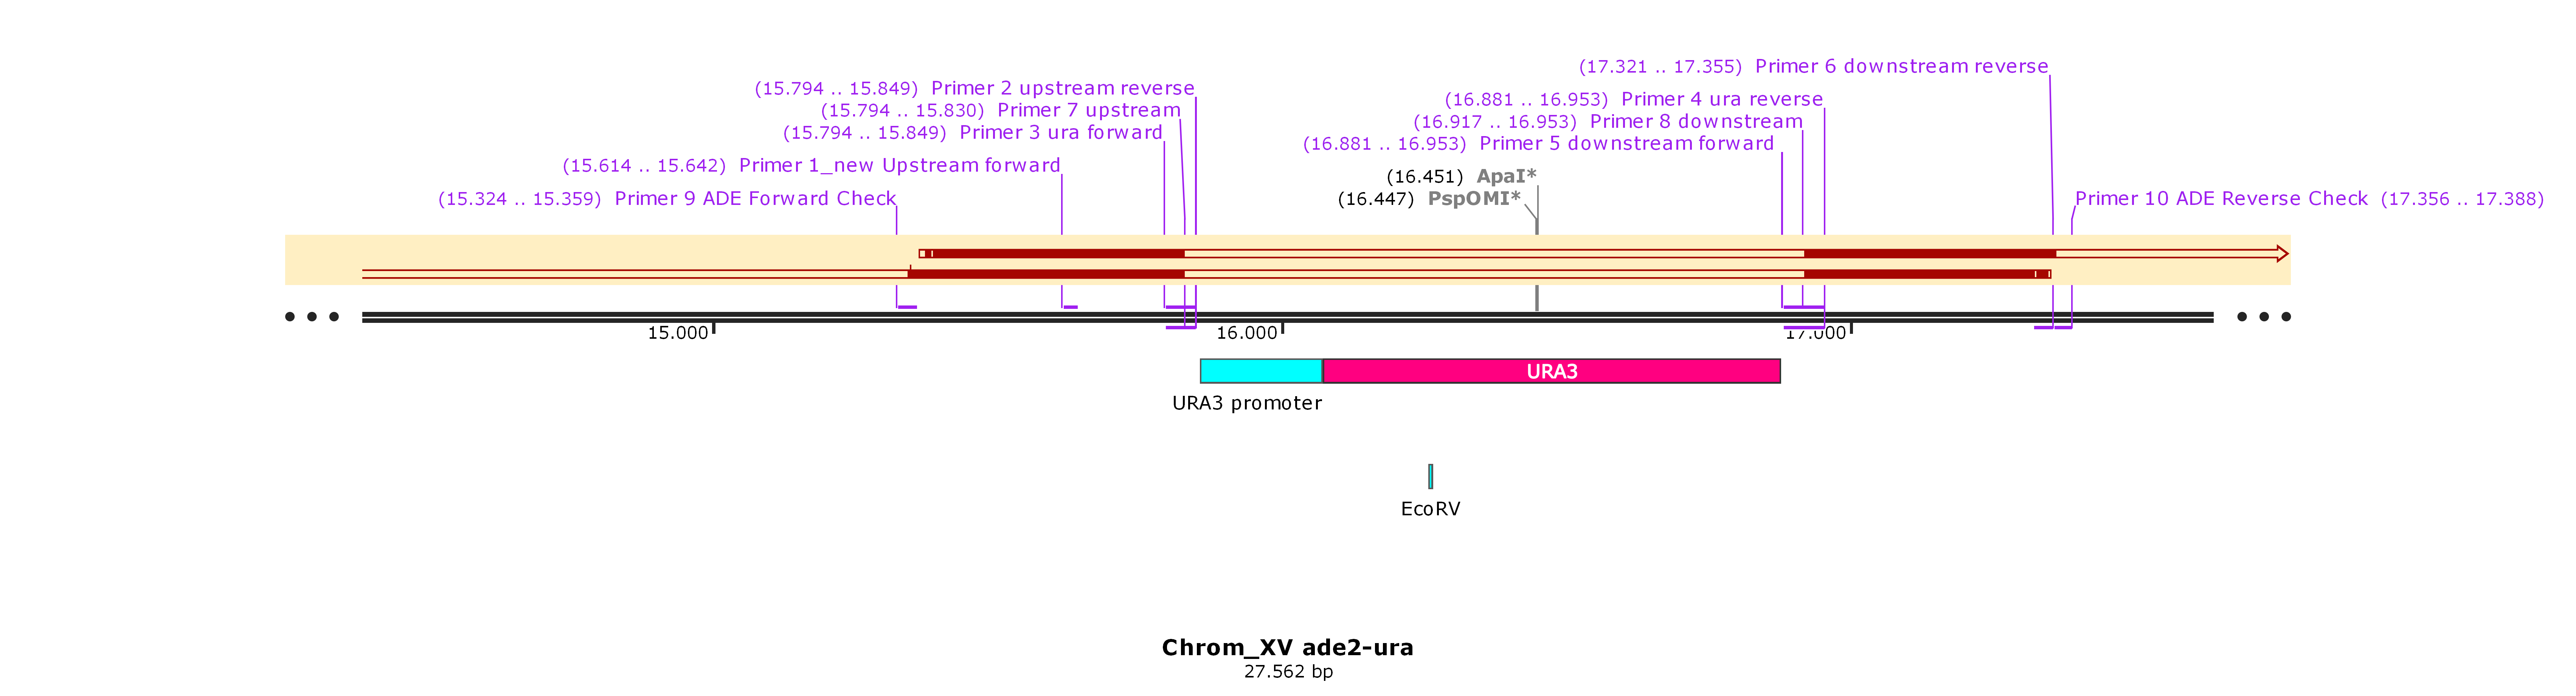 (17.321 .. 17.355) Primer 6 downstream reverse
(15.794 .. 15.849) Primer 2 upstream reverse
(16.881 .. 16.953) Primer 4 ura reverse
(15.794 .. 15.830) Primer 7 upstream
(16.917 .. 16.953) Primer 8 downstream
(15.794 .. 15.849) Primer 3 ura forward
(16.881 .. 16.953) Primer 5 downstream forward
(15.614 .. 15.642) Primer 1_new Upstream forward
(16.451) ApaI*
(15.324 .. 15.359) Primer 9 ADE Forward Check
(16.447) PspOMI*
Primer 10 ADE Reverse Check (17.356 .. 17.388)
15.000
16.000
17.000
URA3
URA3 promoter
EcoRV
Chrom_XV ade2-ura
27.562 bp